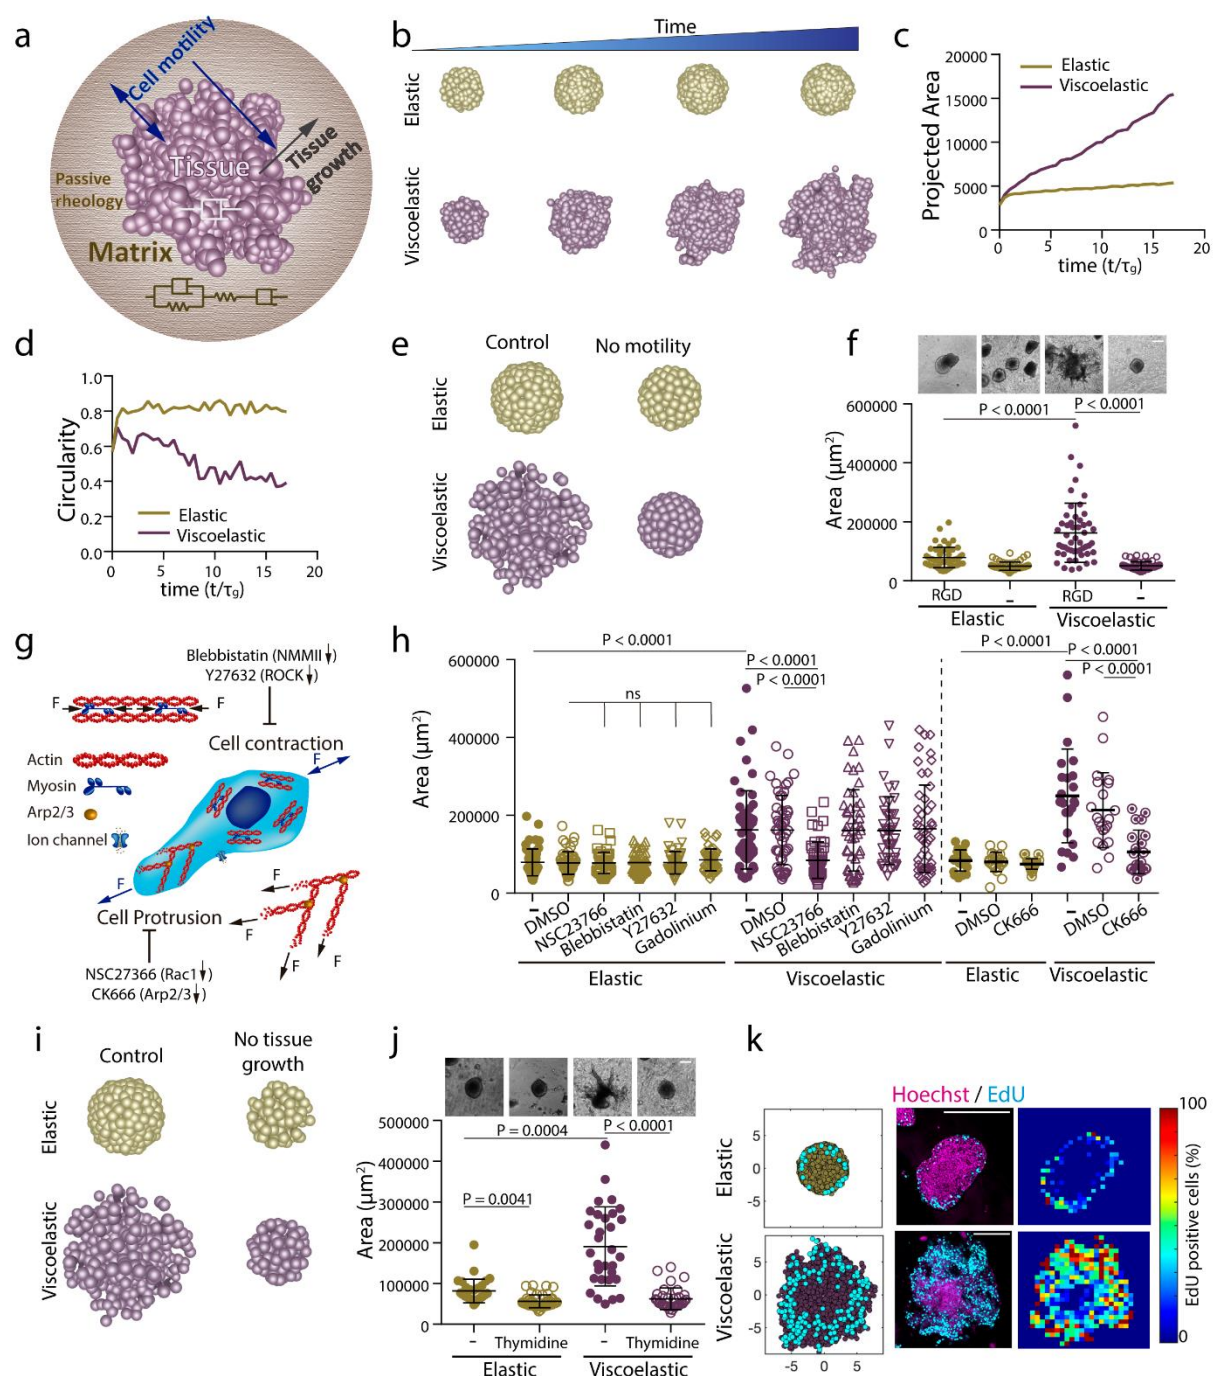 a
Cell motility
Tissue
Tissue
growth
Passive
rheology
Matrix
b
Time
Elastic
Viscoelastic
c
Projected Area
20000
15000
10000
5000
0
0 5 10 15 20
time (t/τg)
Elastic
Viscoelastic
d
Circularity
1.0
0.8
0.6
0.4
0.2
0.0
0 5 10 15 20
time (t/τg)
Elastic
Viscoelastic
e
Control No motility
Elastic
Viscoelastic
f
P < 0.0001 P < 0.0001
Area (µm²)
600000
400000
200000
0
RGD – RGD –
Elastic Viscoelastic
g
Blebbistatin (NMMII↓)
Y27632 (ROCK↓)
F F
Cell contraction
F
Actin
Myosin
Arp2/3
Ion channel
F
Cell Protrusion
F
F
F
F
NSC27366 (Rac1↓)
CK666 (Arp2/3↓)
h
P < 0.0001
P < 0.0001
P < 0.0001
ns
P < 0.0001
P < 0.0001
P < 0.0001
Area (µm²)
600000
400000
200000
0
– DMSO NSC23766 Blebbistatin Y27632 Gadolinium – DMSO NSC23766 Blebbistatin Y27632 Gadolinium – DMSO CK666 – DMSO CK666
Elastic Viscoelastic Elastic Viscoelastic
i
Control No tissue
growth
Elastic
Viscoelastic
j
P = 0.0004 P < 0.0001
P = 0.0041
Area (µm²)
500000
400000
300000
200000
100000
0
– Thymidine – Thymidine
Elastic Viscoelastic
k
Hoechst / EdU
Elastic
5
0
-5
Viscoelastic
5
0
-5
-5 0 5
100
0
EdU positive cells (%)